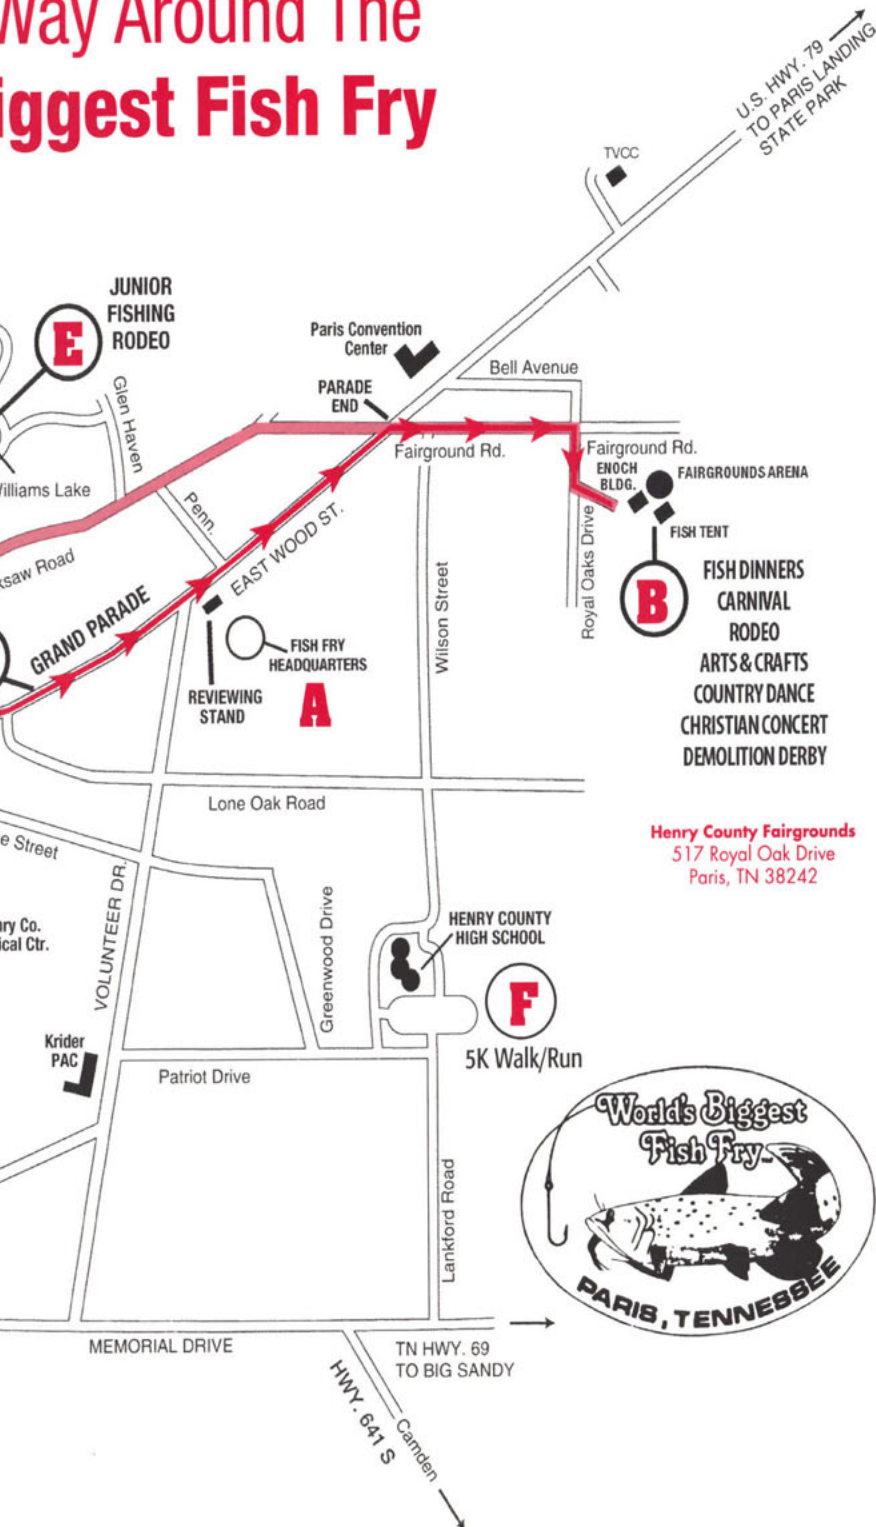 Way Around The
iggest Fish Fry
U.S. HWY. 79
TO PARIS LANDING
STATE PARK
TVCC
JUNIOR
FISHING
RODEO
E
Paris Convention
Center
Bell Avenue
PARADE
END
Glen Haven
Fairground Rd.
Fairground Rd.
ENOCH
BLDG.
FAIRGROUNDS ARENA
illiams Lake
Penn.
EAST WOOD ST.
FISH TENT
ksaw Road
Royal Oaks Drive
Wilson Street
B
FISH DINNERS
CARNIVAL
RODEO
ARTS & CRAFTS
COUNTRY DANCE
CHRISTIAN CONCERT
DEMOLITION DERBY
GRAND PARADE
FISH FRY
HEADQUARTERS
A
REVIEWING
STAND
Lone Oak Road
Henry County Fairgrounds
517 Royal Oak Drive
Paris, TN 38242
e Street
VOLUNTEER DR.
Greenwood Drive
HENRY COUNTY
HIGH SCHOOL
ry Co.
ical Ctr.
F
5K Walk/Run
Krider
PAC
Patriot Drive
World's Biggest
Fish Fry
PARIS, TENNESSEE
Lankford Road
MEMORIAL DRIVE
TN HWY. 69
TO BIG SANDY
HWY. 641 S
Camden